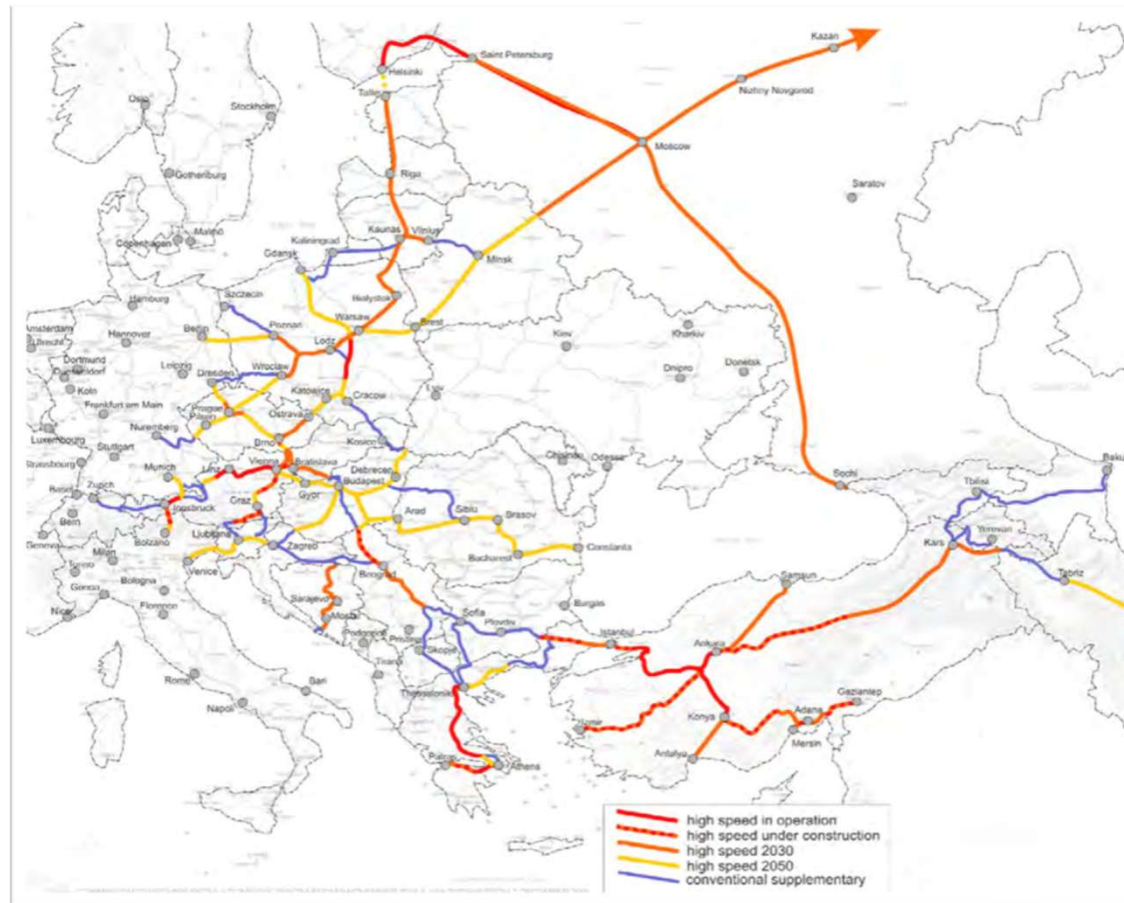 Kazan
Saint Petersburg
Helsinki
Nizhny Novgorod
Oslo
Stockholm
Moscow
Riga
Gothenburg
Saratov
Kaunas
Vilnius
Kaliningrad
Malmö
Copenhagen
Gdansk
Minsk
Szczecin
Bialystok
Hamburg
Warsaw
Brest
Amsterdam
Utrecht
Hannover
Berlin
Poznan
Lodz
Kiev
Kharkiv
Dortmund
Leipzig
Dresden
Wroclaw
Koln
Katowice
Cracow
Dnipro
Donetsk
Frankfurt am Main
Prague
Pilsen
Ostrava
Luxembourg
Nuremberg
Brno
Kosice
Stuttgart
Strasbourg
Munich
Linz
Vienna
Bratislava
Debrecen
Budapest
Chisinau
Odessa
Sochi
Baku
Tbilisi
Basel
Zurich
Gyor
Graz
Innsbruck
Bern
Arad
Sibiu
Brasov
Yerevan
Kars
Geneva
Milan
Bolzano
Ljubljana
Zagreb
Bucharest
Constanta
Torino
Venice
Beograd
Tabriz
Bologna
Genoa
Samsun
Nice
Florence
Sarajevo
Sofia
Plovdiv
Burgas
Istanbul
Ankara
Podgorica
Skopje
Tirana
Rome
Bari
Thessaloniki
Napoli
Gaziantep
Konya
Adana
Izmir
Mersin
Antalya
Patras
Athens
high speed in operation
high speed under construction
high speed 2030
high speed 2050
conventional supplementary